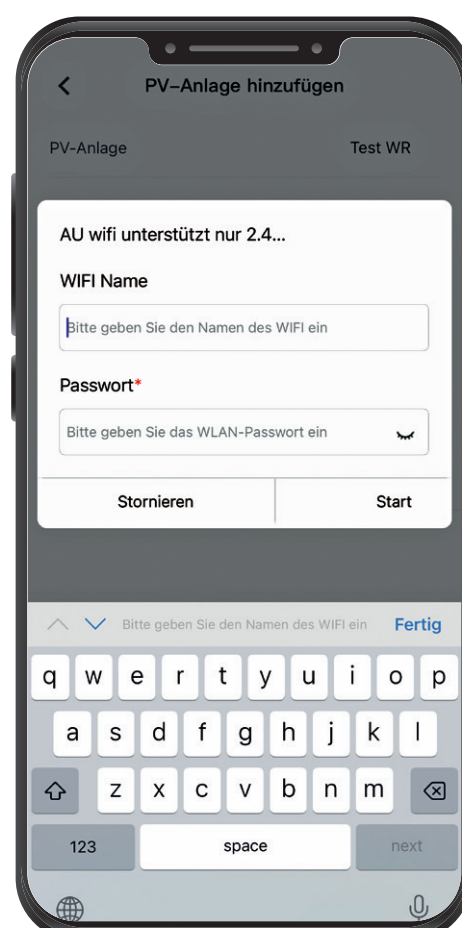 PV–Anlage hinzufügen
PV-Anlage Test WR
AU wifi unterstützt nur 2.4...
WIFI Name
Bitte geben Sie den Namen des WIFI ein
Passwort*
Bitte geben Sie das WLAN-Passwort ein
Stornieren Start
Bitte geben Sie den Namen des WIFI ein Fertig
q w e r t y u i o p
a s d f g h j k l
z x c v b n m
123 space next